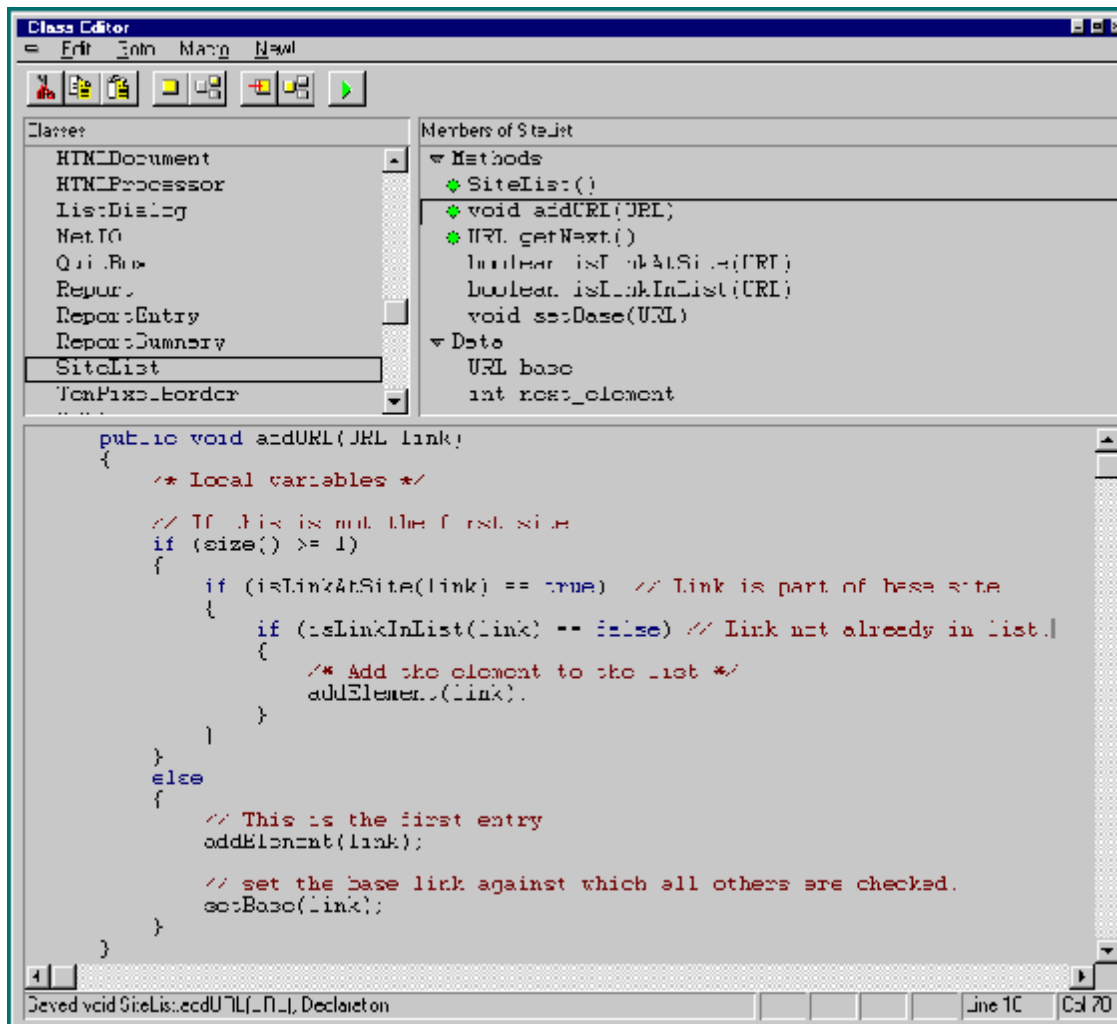 Class Editor
Edit Goto Macro New!
Classes
HTMLDocument
HTMLProcessor
ListDialog
NetIO
QuitBox
Report
ReportEntry
ReportSummary
SiteList
TenPixelBorder
Members of SiteList
Methods
SiteList()
void addURL(URL)
URL getNext()
boolean isLinkAtSite(URL)
boolean isLinkInList(URL)
void setBase(URL)
Data
URL base
int next_element
public void addURL(URL link)
{
/* Local variables */
// If this is not the first site
if (size() >= 1)
{
if (isLinkAtSite(link) == true) // Link is part of base site
{
if (isLinkInList(link) == false) // Link not already in list.
{
/* Add the element to the list */
addElement(link);
}
}
}
else
{
// This is the first entry
addElement(link);
// set the base link against which all others are checked.
setBase(link);
}
}
Saved void SiteList.addURL(URL), Declaration
Line 10
Col 70